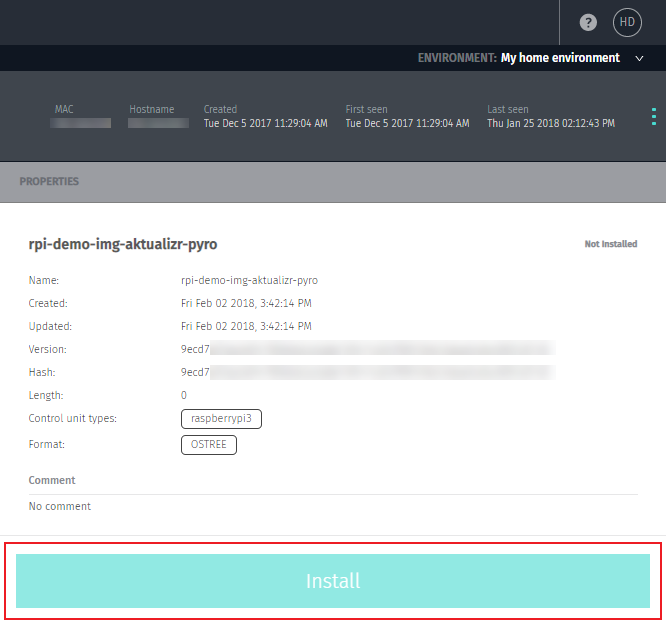 ? HD
ENVIRONMENT: My home environment
MAC Hostname Created First seen Last seen
Tue Dec 5 2017 11:29:04 AM Tue Dec 5 2017 11:29:04 AM Thu Jan 25 2018 02:12:43 PM
PROPERTIES
rpi-demo-img-aktualizr-pyro Not Installed
Name: rpi-demo-img-aktualizr-pyro
Created: Fri Feb 02 2018, 3:42:14 PM
Updated: Fri Feb 02 2018, 3:42:14 PM
Version: 9ecd7
Hash: 9ecd7
Length: 0
Control unit types: raspberrypi3
Format: OSTREE
Comment
No comment
Install